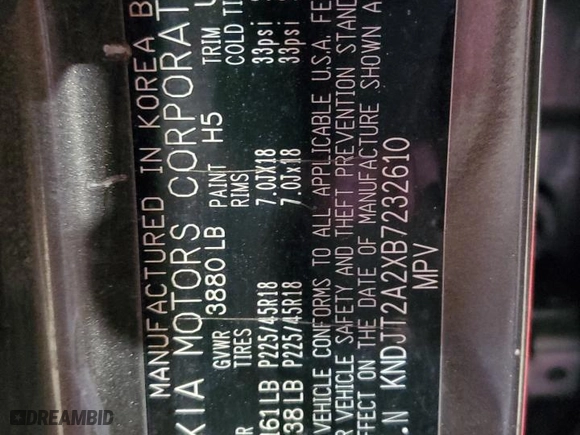 MANUFACTURED IN KOREA B
KIA MOTORS CORPORAT
GVWR 3880 LB PAINT H5 TRIM
TIRES RIMS COLD TI
161LB P225/45R18 7.0JX18 33psi
38LB P225/45R18 7.0Jx18 33psi
VEHICLE CONFORMS TO ALL APPLICABLE U.S.A. FE
R VEHICLE SAFETY AND THEFT PREVENTION STAND
EFFECT ON THE DATE OF MANUFACTURE SHOWN A
.N KNDJT2A2XB7232610
MPV
DREAMBID